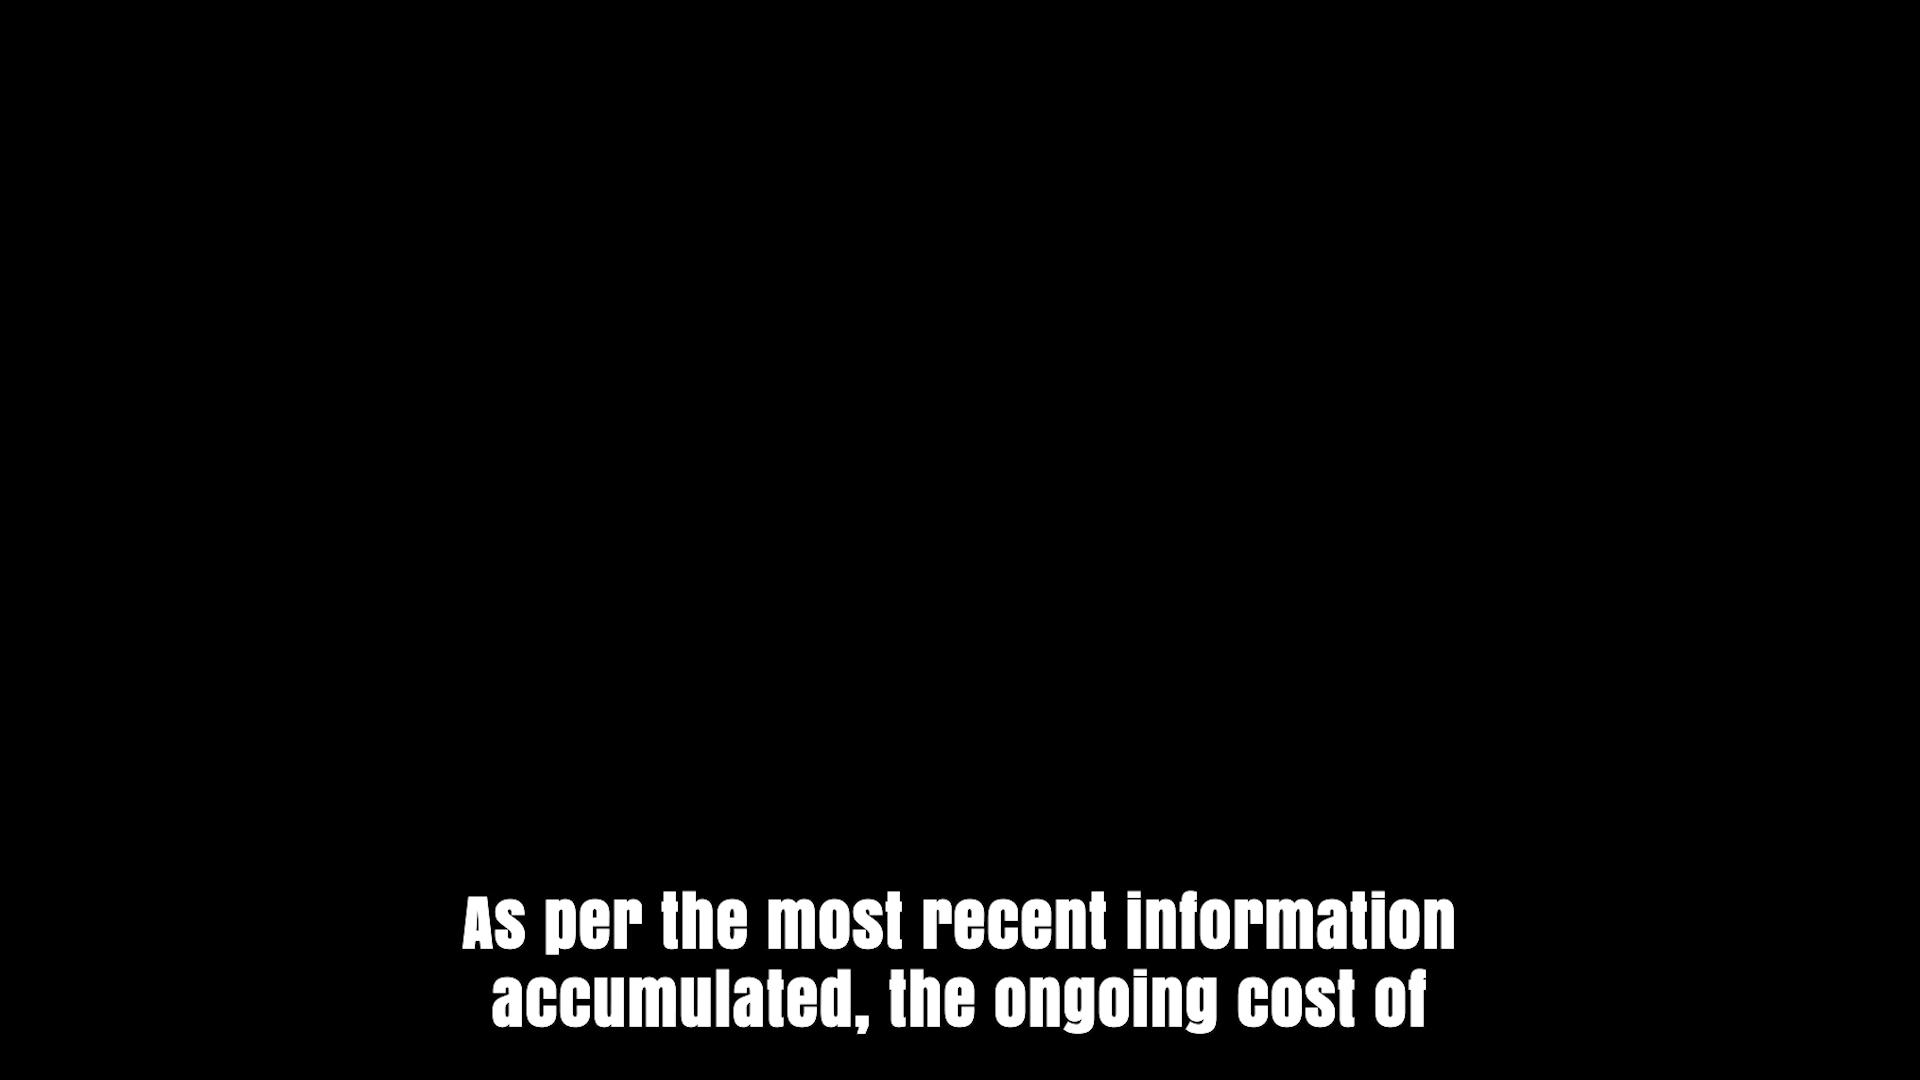 As per the most recent information
accumulated, the ongoing cost of